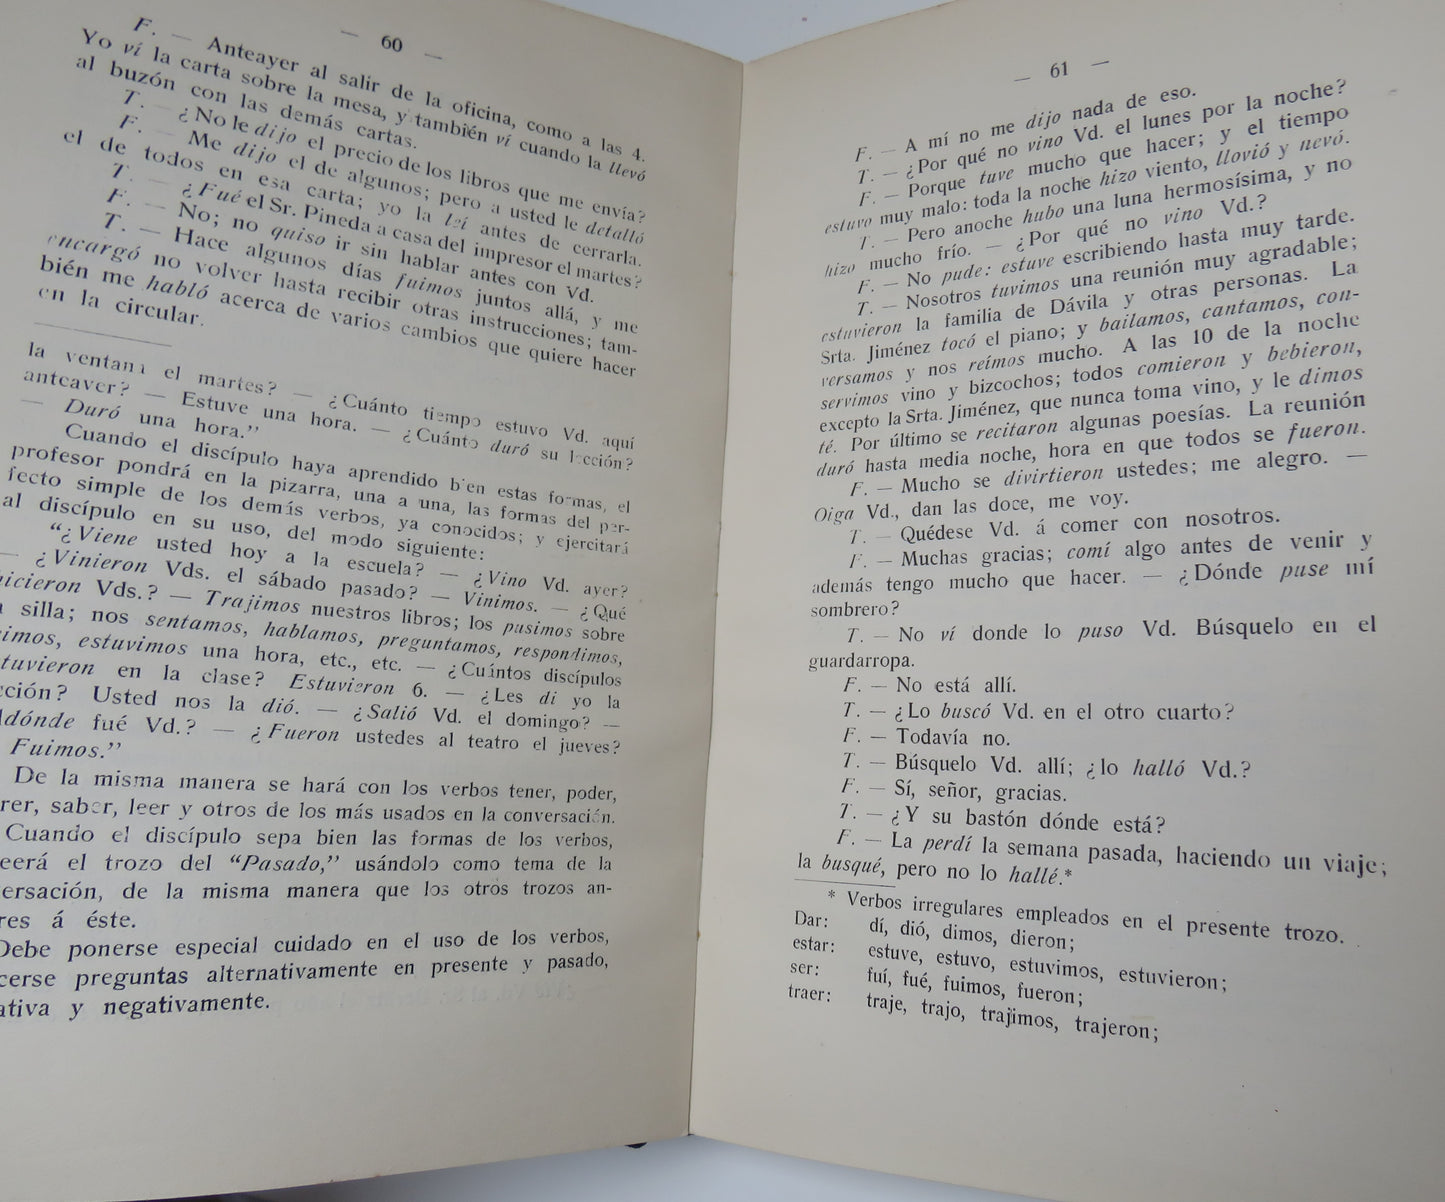 — 60 —
F. — Anteayer al salir de la oficina, como a las 4.
Yo ví la carta sobre la mesa, y también ví cuando la llevó
al buzón con las demás cartas.
T. — ¿No le dijo el precio de los libros que me envía?
F. — Me dijo el de algunos; pero a usted le detalló
el de todos en esa carta; yo la leí antes de cerrarla.
T. — ¿Fué el Sr. Pineda a casa del impresor el martes?
F. — No; no quiso ir sin hablar antes con Vd.
T. — Hace algunos días fuimos juntos allá, y me
encargó no volver hasta recibir otras instrucciones; tam-
bién me habló acerca de varios cambios que quiere hacer
en la circular.
la ventana el martes? — ¿Cuánto tiempo estuvo Vd. aquí
anteayer? — Estuve una hora. — ¿Cuánto duró su lección?
— Duró una hora.”
Cuando el discípulo haya aprendido bien estas formas, el
profesor pondrá en la pizarra, una a una, las formas del per-
fecto simple de los demás verbos, ya conocidos; y ejercitará
al discípulo en su uso, del modo siguiente:
“¿Viene usted hoy a la escuela? — ¿Vino Vd. ayer?
— ¿Vinieron Vds. el sábado pasado? — Vinimos. — ¿Qué
icieron Vds.? — Trajimos nuestros libros; los pusimos sobre
silla; nos sentamos, hablamos, preguntamos, respondimos,
imos, estuvimos una hora, etc., etc. — ¿Cuántos discípulos
tuvieron en la clase? Estuvieron 6. — ¿Les di yo la
cción? Usted nos la dió. — ¿Salió Vd. el domingo? —
dónde fué Vd.? — ¿Fueron ustedes al teatro el jueves?
Fuimos.”
De la misma manera se hará con los verbos tener, poder,
rer, saber, leer y otros de los más usados en la conversación.
Cuando el discípulo sepa bien las formas de los verbos,
eerá el trozo del “Pasado,” usándolo como tema de la
ersación, de la misma manera que los otros trozos an-
res á éste.
Debe ponerse especial cuidado en el uso de los verbos,
cerse preguntas alternativamente en presente y pasado,
ativa y negativamente.
— 61 —
F. — A mí no me dijo nada de eso.
T. — ¿Por qué no vino Vd. el lunes por la noche?
F. — Porque tuve mucho que hacer; y el tiempo
estuvo muy malo: toda la noche hizo viento, llovió y nevó.
T. — Pero anoche hubo una luna hermosísima, y no
hizo mucho frío. — ¿Por qué no vino Vd.?
F. — No pude: estuve escribiendo hasta muy tarde.
T. — Nosotros tuvimos una reunión muy agradable;
estuvieron la familia de Dávila y otras personas. La
Srta. Jiménez tocó el piano; y bailamos, cantamos, con-
versamos y nos reímos mucho. A las 10 de la noche
servimos vino y bizcochos; todos comieron y bebieron,
excepto la Srta. Jiménez, que nunca toma vino, y le dimos
té. Por último se recitaron algunas poesías. La reunión
duró hasta media noche, hora en que todos se fueron.
F. — Mucho se divirtieron ustedes; me alegro. —
Oiga Vd., dan las doce, me voy.
T. — Quédese Vd. á comer con nosotros.
F. — Muchas gracias; comí algo antes de venir y
además tengo mucho que hacer. — ¿Dónde puse mí
sombrero?
T. — No ví donde lo puso Vd. Búsquelo en el
guardarropa.
F. — No está allí.
T. — ¿Lo buscó Vd. en el otro cuarto?
F. — Todavía no.
T. — Búsquelo Vd. allí; ¿lo halló Vd.?
F. — Sí, señor, gracias.
T. — ¿Y su bastón dónde está?
F. — La perdí la semana pasada, haciendo un viaje;
la busqué, pero no lo hallé.*
* Verbos irregulares empleados en el presente trozo.
Dar: dí, dió, dimos, dieron;
estar: estuve, estuvo, estuvimos, estuvieron;
ser: fuí, fué, fuimos, fueron;
traer: traje, trajo, trajimos, trajeron;